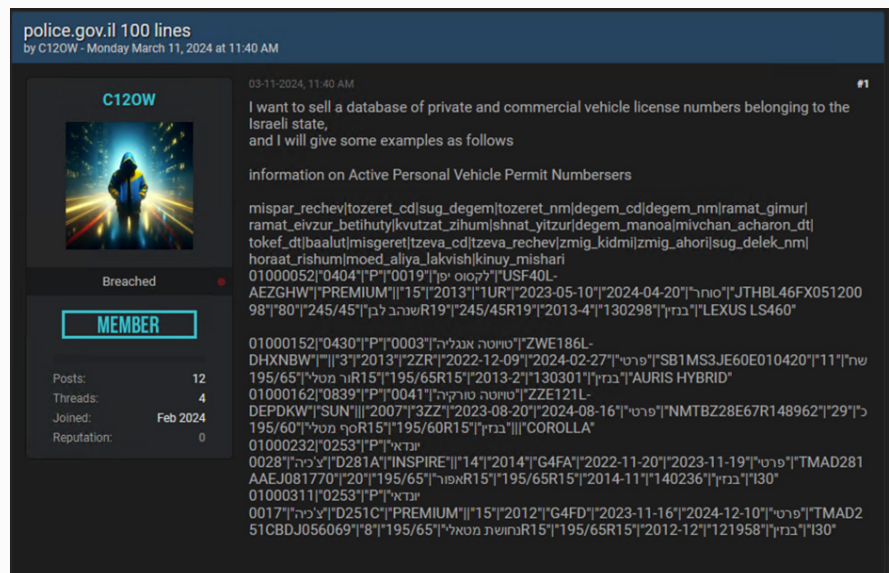 police.gov.il 100 lines
by C12OW - Monday March 11, 2024 at 11:40 AM
C12OW
Breached
MEMBER
Posts: 12
Threads: 4
Joined: Feb 2024
Reputation: 0
03-11-2024, 11:40 AM #1
I want to sell a database of private and commercial vehicle license numbers belonging to the
Israeli state,
and I will give some examples as follows
information on Active Personal Vehicle Permit Numbersers
mispar_rechev|tozeret_cd|sug_degem|tozeret_nm|degem_cd|degem_nm|ramat_gimur|
ramat_eivzur_betihuty|kvutzat_zihum|shnat_yitzur|degem_manoa|mivchan_acharon_dt|
tokef_dt|baalut|misgeret|tzeva_cd|tzeva_rechev|zmig_kidmi|zmig_ahori|sug_delek_nm|
horaat_rishum|moed_aliya_lakvish|kinuy_mishari
01000052|"0404"|"P"|"0019"|"לקסוס יפן"|"USF40L-
AEZGHW"|"PREMIUM"||"15"|"2013"|"1UR"|"2023-05-10"|"2024-04-20"|"סוחר"|"JTHBL46FX051200
98"|"80"|"245/45"|"שנהב לבןR19"|"245/45R19"|"2013-4"|"130298"|"בנזין"|"LEXUS LS460"
01000152|"0430"|"P"|"0003"|"טויוטה אנגליה"|"ZWE186L-
DHXNBW"|""||"3"|"2013"|"2ZR"|"2022-12-09"|"2024-02-27"|"פרטי"|"SB1MS3JE60E010420"|"11"|"שח
195/65"|"ור מטליR15"|"195/65R15"|"2013-2"|"130301"|"בנזין"|"AURIS HYBRID"
01000162|"0839"|"P"|"0041"|"טויוטה טורקיה"|"ZZE121L-
DEPDKW"|"SUN"|||"2007"|"3ZZ"|"2023-08-20"|"2024-08-16"|"פרטי"|"NMTBZ28E67R148962"|"29"|"כ
195/60"|"סף מטליR15"|"195/60R15"|"בנזין"|||"COROLLA"
01000232|"0253"|"P"|"יונדאי
0028"|"צ'כיה"|"D281A"|"INSPIRE"||"14"|"2014"|"G4FA"|"2022-11-20"|"2023-11-19"|"פרטי"|"TMAD281
AAEJ081770"|"20"|"195/65"|"אפורR15"|"195/65R15"|"2014-11"|"140236"|"בנזין"|"I30"
01000311|"0253"|"P"|"יונדאי
0017"|"צ'כיה"|"D251C"|"PREMIUM"||"15"|"2012"|"G4FD"|"2023-11-16"|"2024-12-10"|"פרטי"|"TMAD2
51CBDJ056069"|"8"|"195/65"|"נחושת מטאליR15"|"195/65R15"|"2012-12"|"121958"|"בנזין"|"I30"